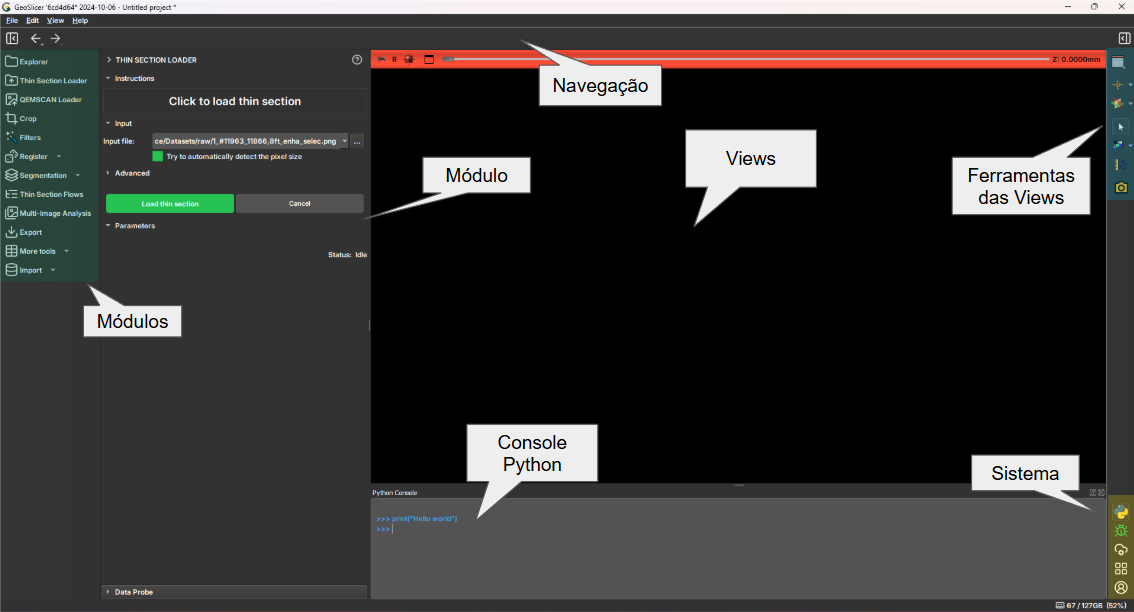 GeoSlicer '6cd4d64* 2024-10-06 - Untitled project *
File Edit View Help
Explorer
Thin Section Loader
QEMSCAN Loader
Crop
Filters
Register
Segmentation
Thin Section Flows
Multi-Image Analysis
Export
More tools
Import
Módulos
THIN SECTION LOADER
Instructions
Click to load thin section
Input
Input file: ce/Datasets/raw/1_#11963_11866,8ft_enha_selec.png ...
Try to automatically detect the pixel size
Advanced
Load thin section Cancel
Parameters
Status: Idle
Data Probe
Módulo
R Z: 0.0000mm
Navegação
Views
Ferramentas
das Views
Console
Python
Sistema
Python Console
>>> print("Hello world")
>>>
67 / 127GB (52%)